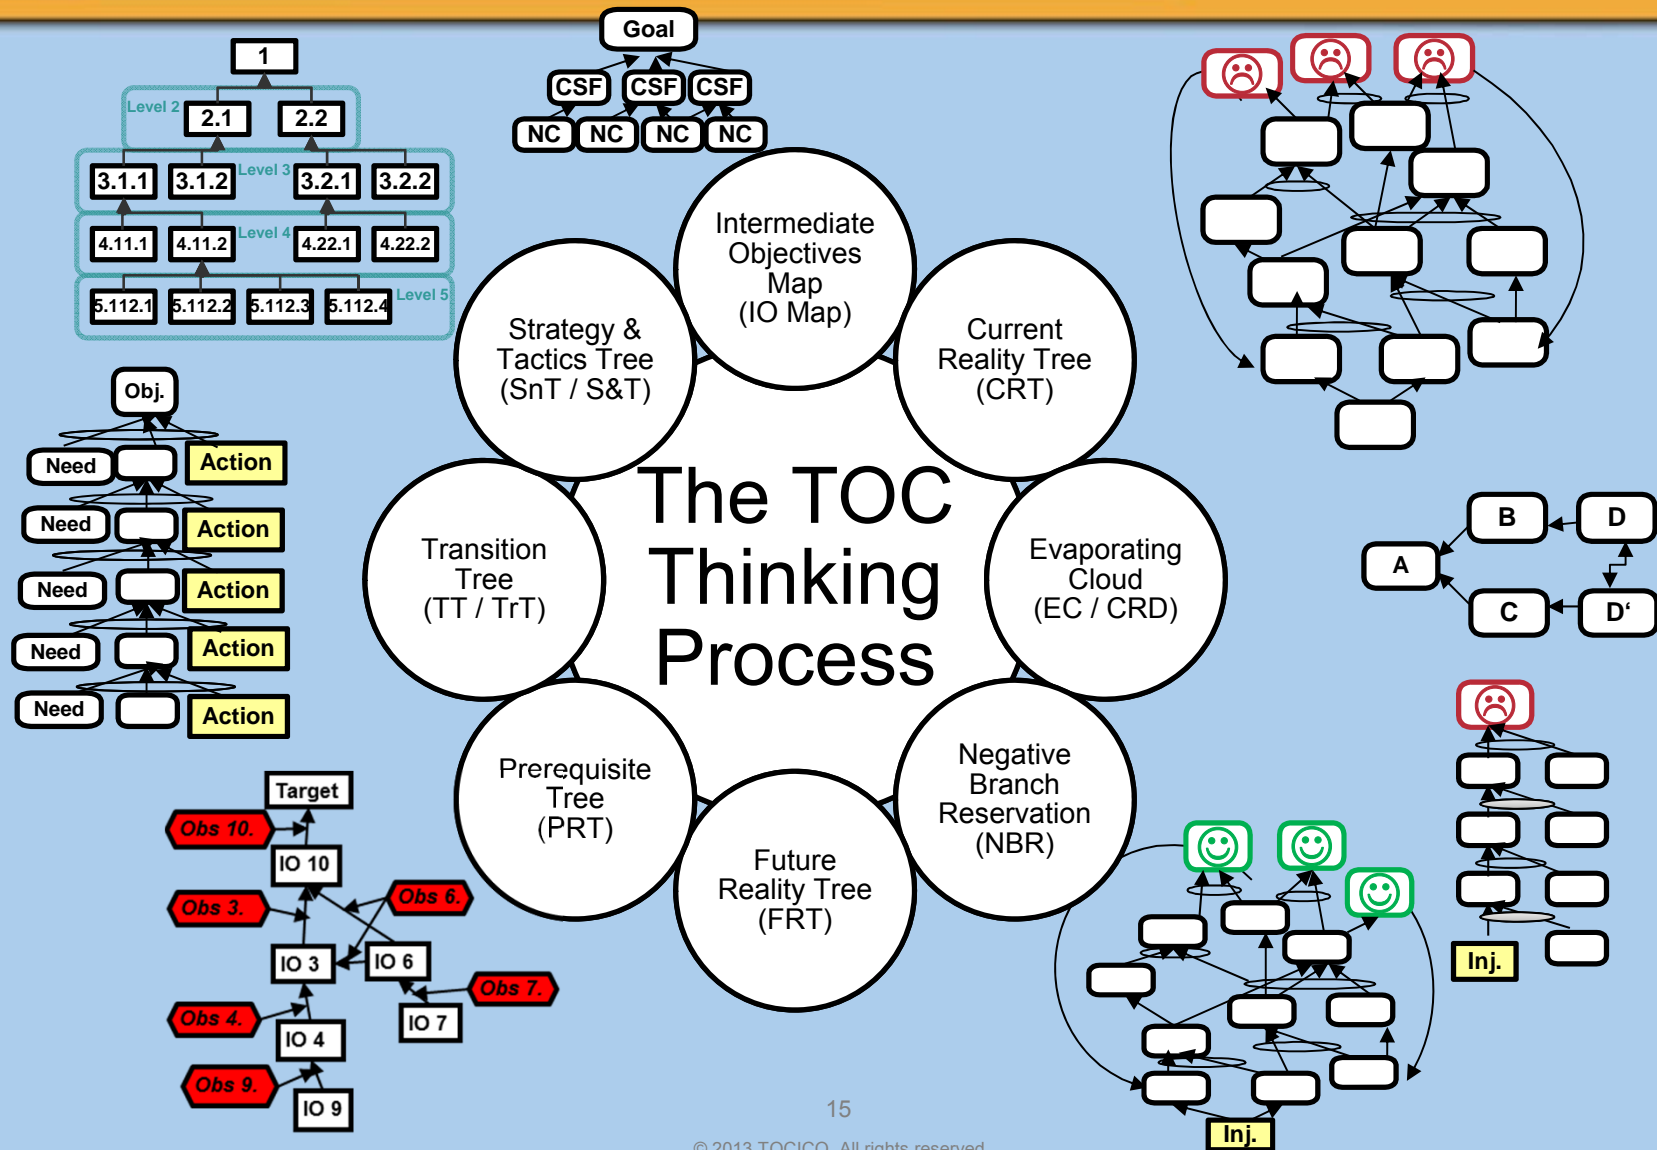 Goal
CSF CSF CSF
NC NC NC NC
1
Level 2
2.1 2.2
Level 3
3.1.1 3.1.2 3.2.1 3.2.2
Level 4
4.11.1 4.11.2 4.22.1 4.22.2
5.112.1 5.112.2 5.112.3 5.112.4
Level 5
The TOC
Thinking
Process
Intermediate
Objectives
Map
(IO Map)
Current
Reality Tree
(CRT)
Evaporating
Cloud
(EC / CRD)
Negative
Branch
Reservation
(NBR)
Future
Reality Tree
(FRT)
Prerequisite
Tree
(PRT)
Transition
Tree
(TT / TrT)
Strategy &
Tactics Tree
(SnT / S&T)
A
B D
C D‘
Inj.
Inj.
Obj.
Need Action
Need Action
Need Action
Need Action
Need Action
Target
Obs 10.
IO 10
Obs 3.
Obs 6.
IO 3 IO 6
Obs 7.
Obs 4.
IO 7
IO 4
Obs 9.
IO 9
15
© 2013 TOCICO. All rights reserved